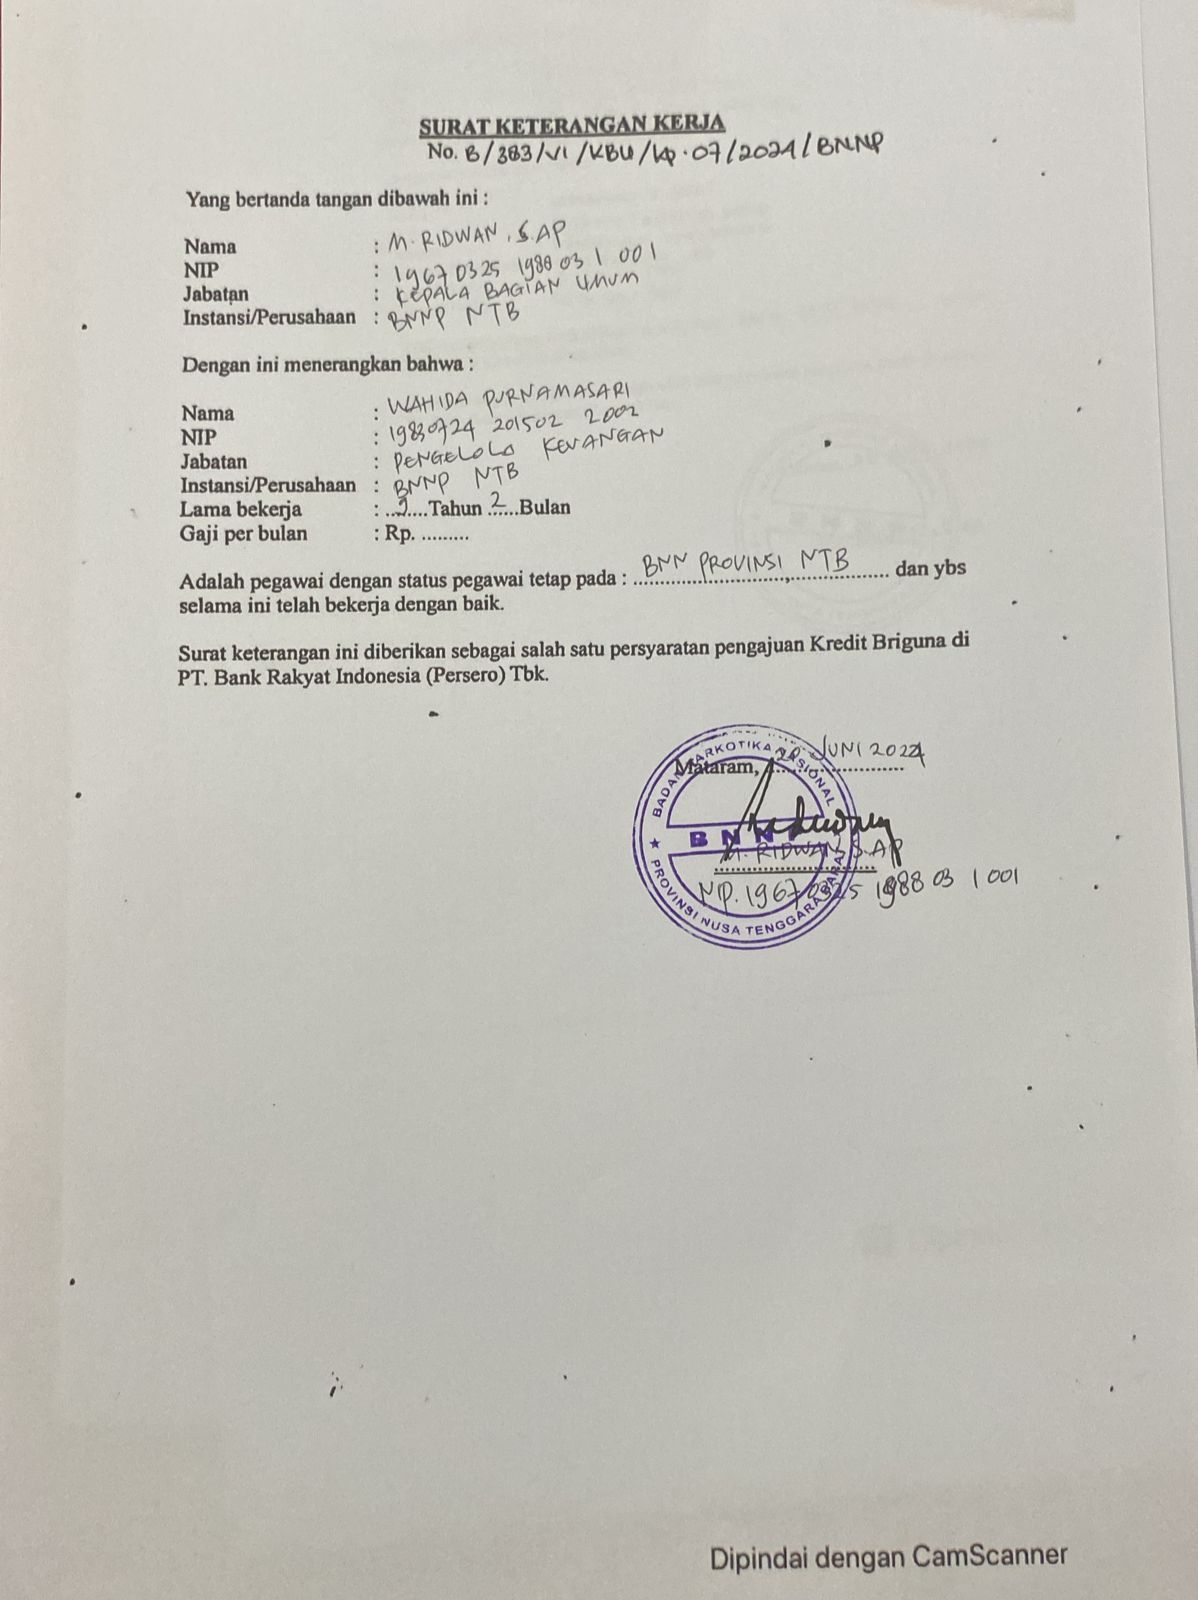 SURAT KETERANGAN KERJA
No. B/383/VI/KBU/Kp.07/2024/BNNP
Yang bertanda tangan dibawah ini :
Nama : M. RIDWAN, S.AP
NIP : 19670325 198803 1 001
Jabatan : KEPALA BAGIAN UMUM
Instansi/Perusahaan : BNNP NTB
Dengan ini menerangkan bahwa :
Nama : WAHIDA PURNAMASARI
NIP : 19830724 201502 2002
Jabatan : PENGELOLA KEUANGAN
Instansi/Perusahaan : BNNP NTB
Lama bekerja : ..9....Tahun ..2....Bulan
Gaji per bulan : Rp. .........
Adalah pegawai dengan status pegawai tetap pada : BNN PROVINSI NTB dan ybs
selama ini telah bekerja dengan baik.
Surat keterangan ini diberikan sebagai salah satu persyaratan pengajuan Kredit Briguna di
PT. Bank Rakyat Indonesia (Persero) Tbk.
Mataram, 20 JUNI 2024
BADAN NARKOTIKA NASIONAL
BNN
PROVINSI NUSA TENGGARA BARAT
M. RIDWAN, S.AP
NIP. 19670325 198803 1 001
Dipindai dengan CamScanner